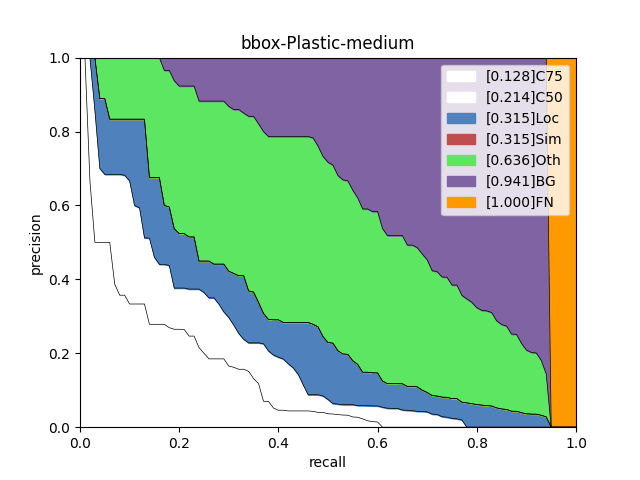 bbox-Plastic-medium
1.0
0.8
0.6
0.4
0.2
0.0
precision
[0.128]C75
[0.214]C50
[0.315]Loc
[0.315]Sim
[0.636]Oth
[0.941]BG
[1.000]FN
0.0 0.2 0.4 0.6 0.8 1.0
recall